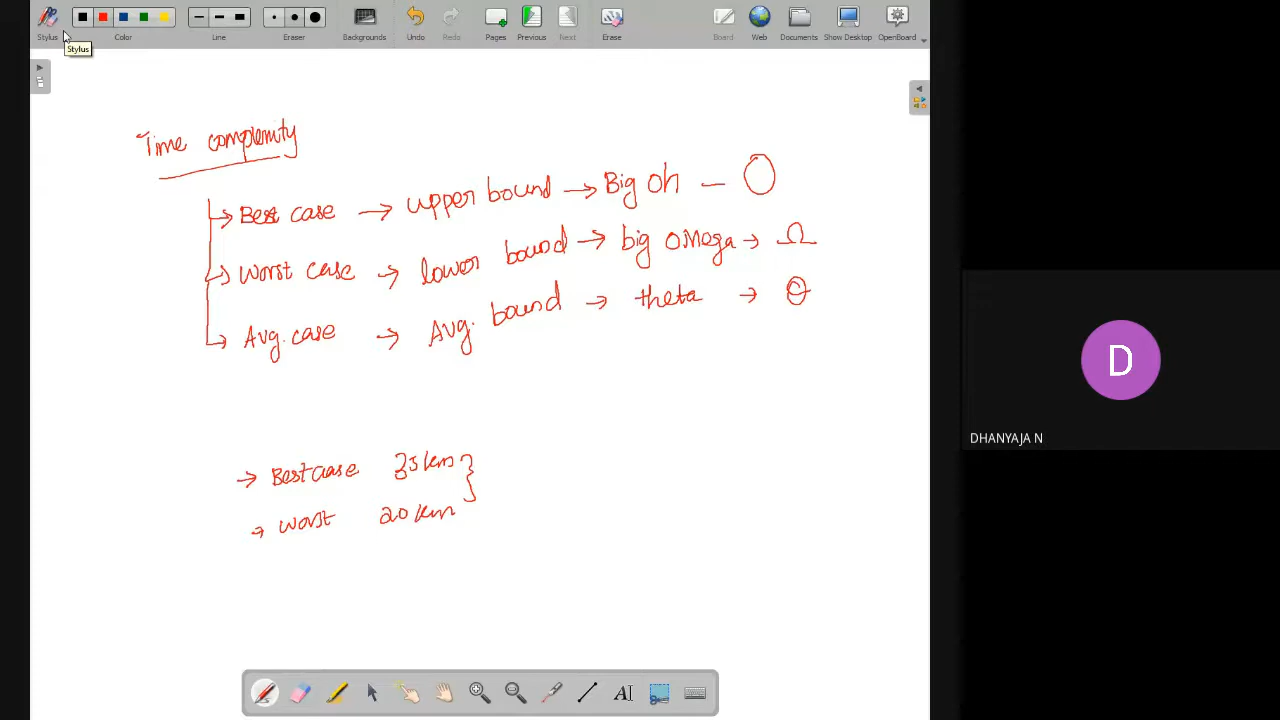 Stylus Color Line Eraser Backgrounds Undo Redo Pages Previous Next Erase Board Web Documents Show Desktop OpenBoard
Stylus
Time complexity
Best case → upper bound → Big Oh — O
Worst case → lower bound → big omega → Ω
Avg. case → Avg. bound → theta → θ
D
DHANYAJA N
→ Best case 35 km
→ worst 20 km